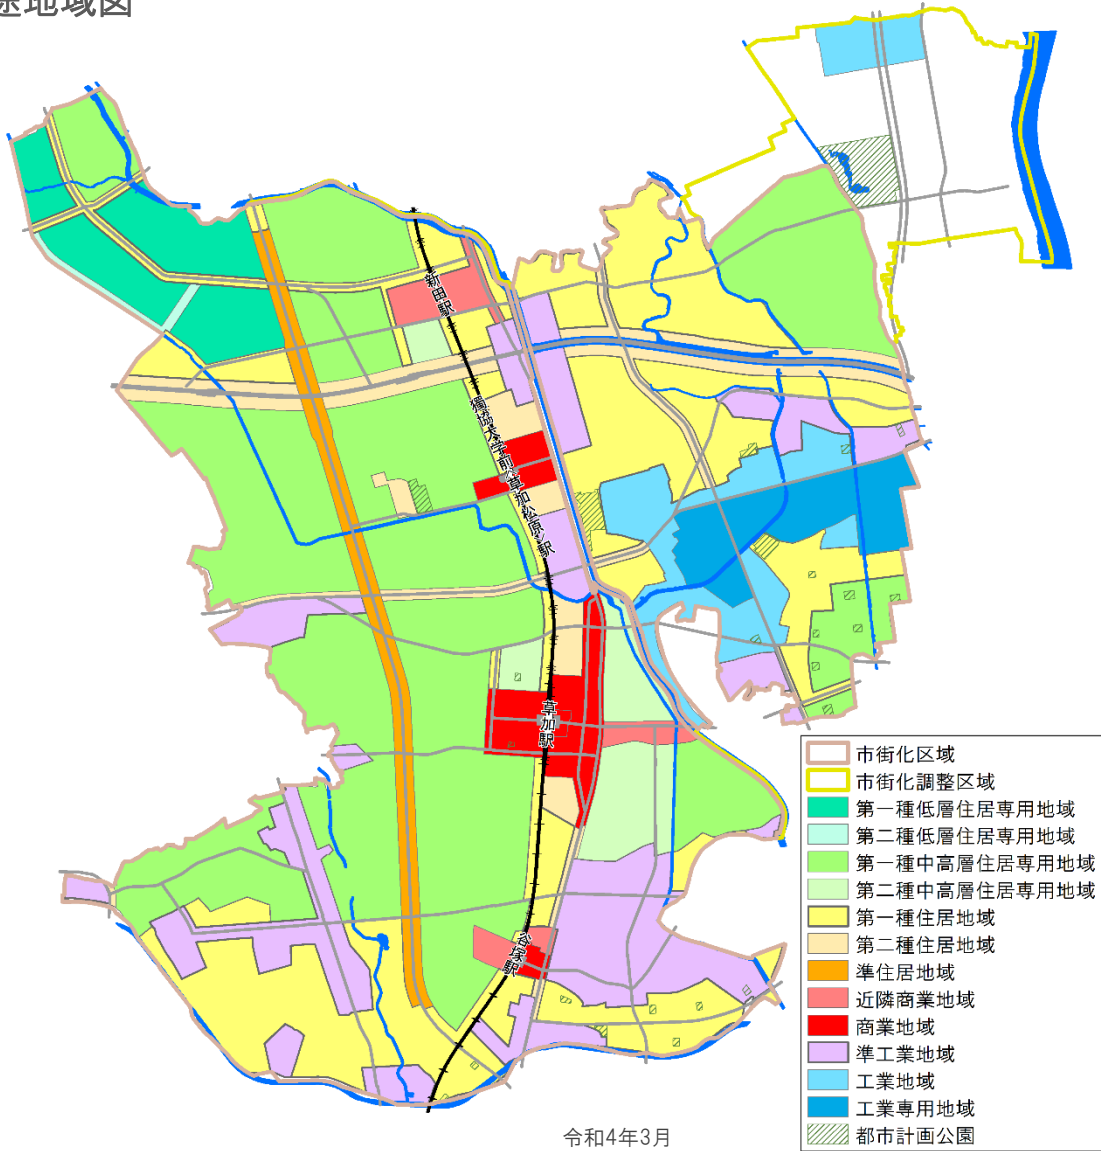 途地域図
新田駅
獨協大学前〈草加松原〉駅
草加駅
谷塚駅
市街化区域
市街化調整区域
第一種低層住居専用地域
第二種低層住居専用地域
第一種中高層住居専用地域
第二種中高層住居専用地域
第一種住居地域
第二種住居地域
準住居地域
近隣商業地域
商業地域
準工業地域
工業地域
工業専用地域
都市計画公園
令和4年3月